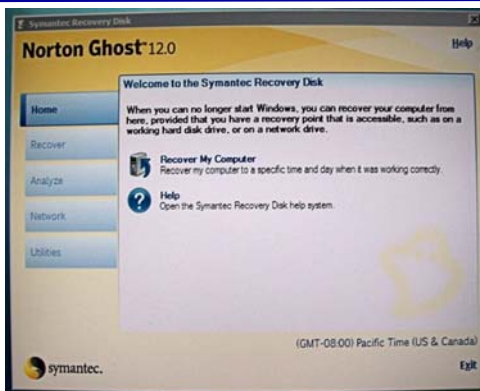 Symantec Recovery Disk
Norton Ghost™ 12.0
Help
Welcome to the Symantec Recovery Disk
Home
When you can no longer start Windows, you can recover your computer from
here, provided that you have a recovery point that is accessible, such as on a
working hard disk drive, or on a network drive.
Recover
Recover My Computer
Recover my computer to a specific time and day when it was working correctly.
Analyze
Help
Open the Symantec Recovery Disk help system.
Network
Utilities
(GMT-08:00) Pacific Time (US & Canada)
symantec.
Exit